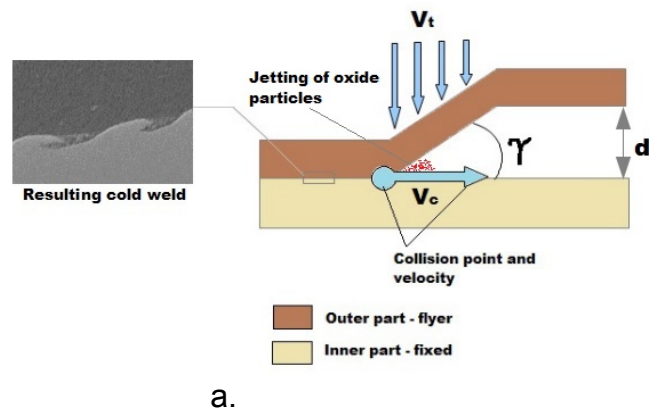 Vt
Jetting of oxide
particles
γ
d
Vc
Resulting cold weld
Collision point and
velocity
Outer part - flyer
Inner part - fixed
a.